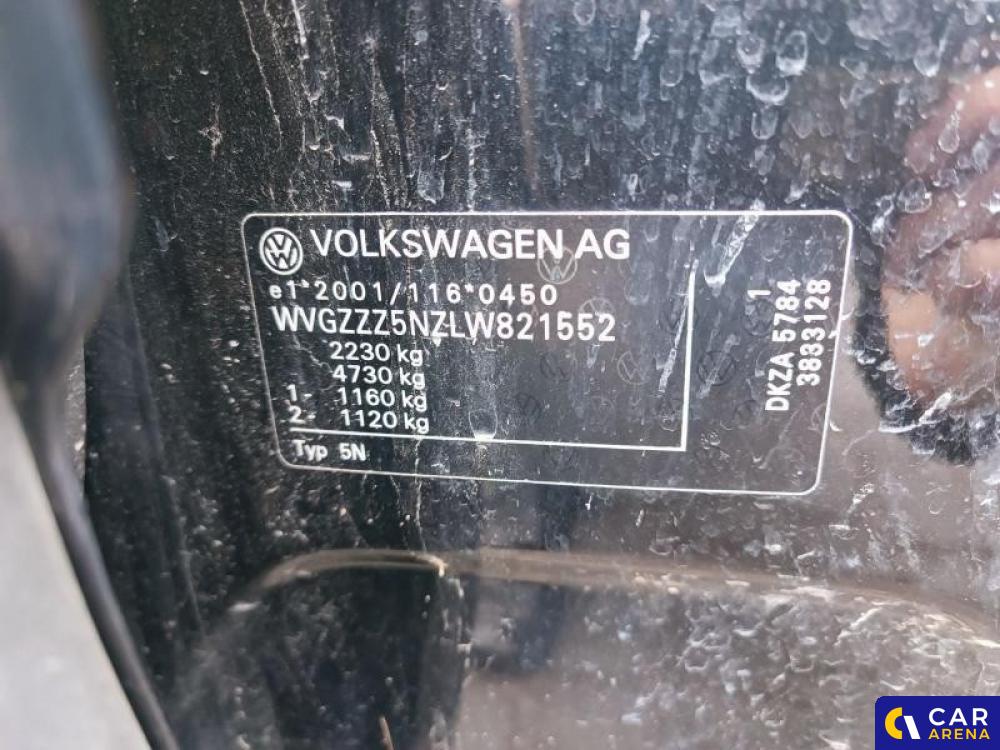 VOLKSWAGEN AG
e1*2001/116*0450
WVGZZZ5NZLW821552
2230 kg
4730 kg
1- 1160 kg
2- 1120 kg
Typ 5N
1
DKZA 5784
3833128
CAR
ARENA